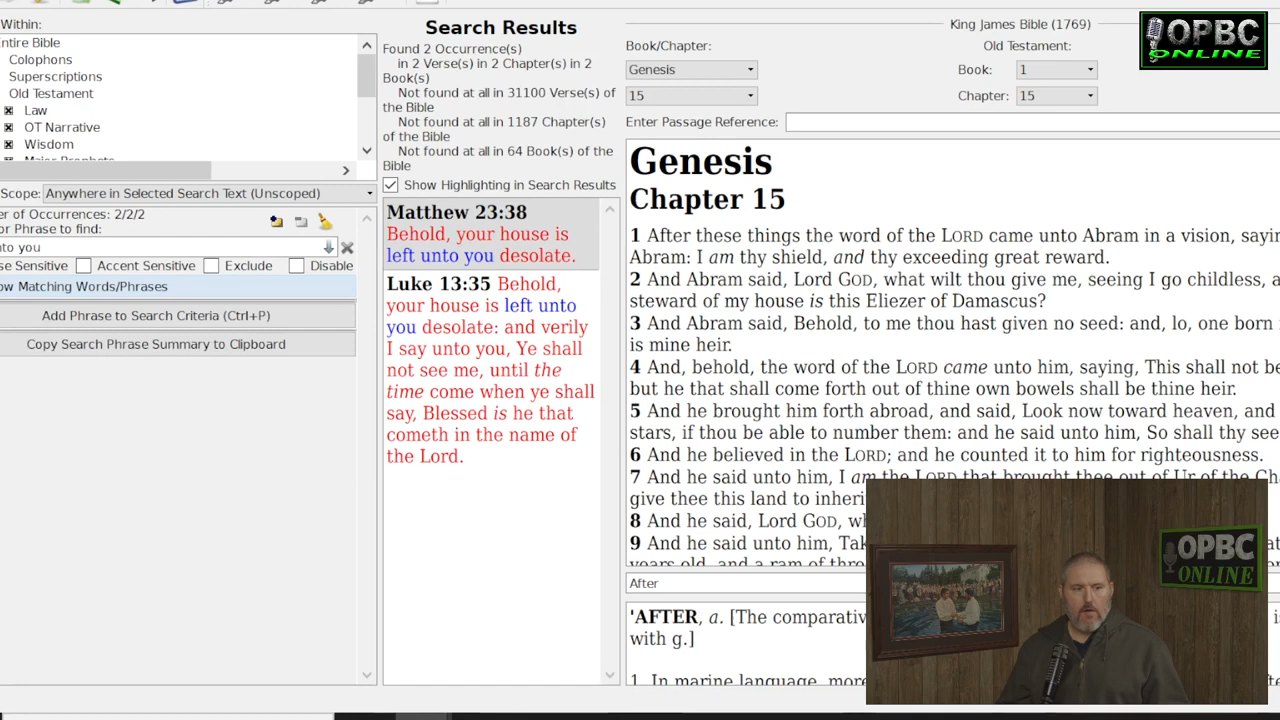 Within:
ntire Bible
Colophons
Superscriptions
Old Testament
Law
OT Narrative
Wisdom
Major Prophets
Scope: Anywhere in Selected Search Text (Unscoped)
er of Occurrences: 2/2/2
or Phrase to find:
nto you
se Sensitive Accent Sensitive Exclude Disable
ow Matching Words/Phrases
Add Phrase to Search Criteria (Ctrl+P)
Copy Search Phrase Summary to Clipboard
Search Results
Found 2 Occurrence(s)
in 2 Verse(s) in 2 Chapter(s) in 2
Book(s)
Not found at all in 31100 Verse(s) of
the Bible
Not found at all in 1187 Chapter(s)
of the Bible
Not found at all in 64 Book(s) of the
Bible
Show Highlighting in Search Results
Matthew 23:38
Behold, your house is
left unto you desolate.
Luke 13:35 Behold,
your house is left unto
you desolate: and verily
I say unto you, Ye shall
not see me, until the
time come when ye shall
say, Blessed is he that
cometh in the name of
the Lord.
King James Bible (1769)
Book/Chapter:
Old Testament:
Genesis
Book: 1
15
Chapter: 15
Enter Passage Reference:
Genesis
Chapter 15
1 After these things the word of the LORD came unto Abram in a vision, sayin
Abram: I am thy shield, and thy exceeding great reward.
2 And Abram said, Lord GOD, what wilt thou give me, seeing I go childless, a
steward of my house is this Eliezer of Damascus?
3 And Abram said, Behold, to me thou hast given no seed: and, lo, one born i
is mine heir.
4 And, behold, the word of the LORD came unto him, saying, This shall not be
but he that shall come forth out of thine own bowels shall be thine heir.
5 And he brought him forth abroad, and said, Look now toward heaven, and
stars, if thou be able to number them: and he said unto him, So shall thy see
6 And he believed in the LORD; and he counted it to him for righteousness.
7 And he said unto him, I am the LORD that brought thee out of Ur of the Cha
give thee this land to inheri
8 And he said, Lord GOD, wh
9 And he said unto him, Tak
years old, and a ram of thre
After
'AFTER, a. [The comparativ
with g.]
1. In marine language, more
OPBC
ONLINE
OPBC
ONLINE